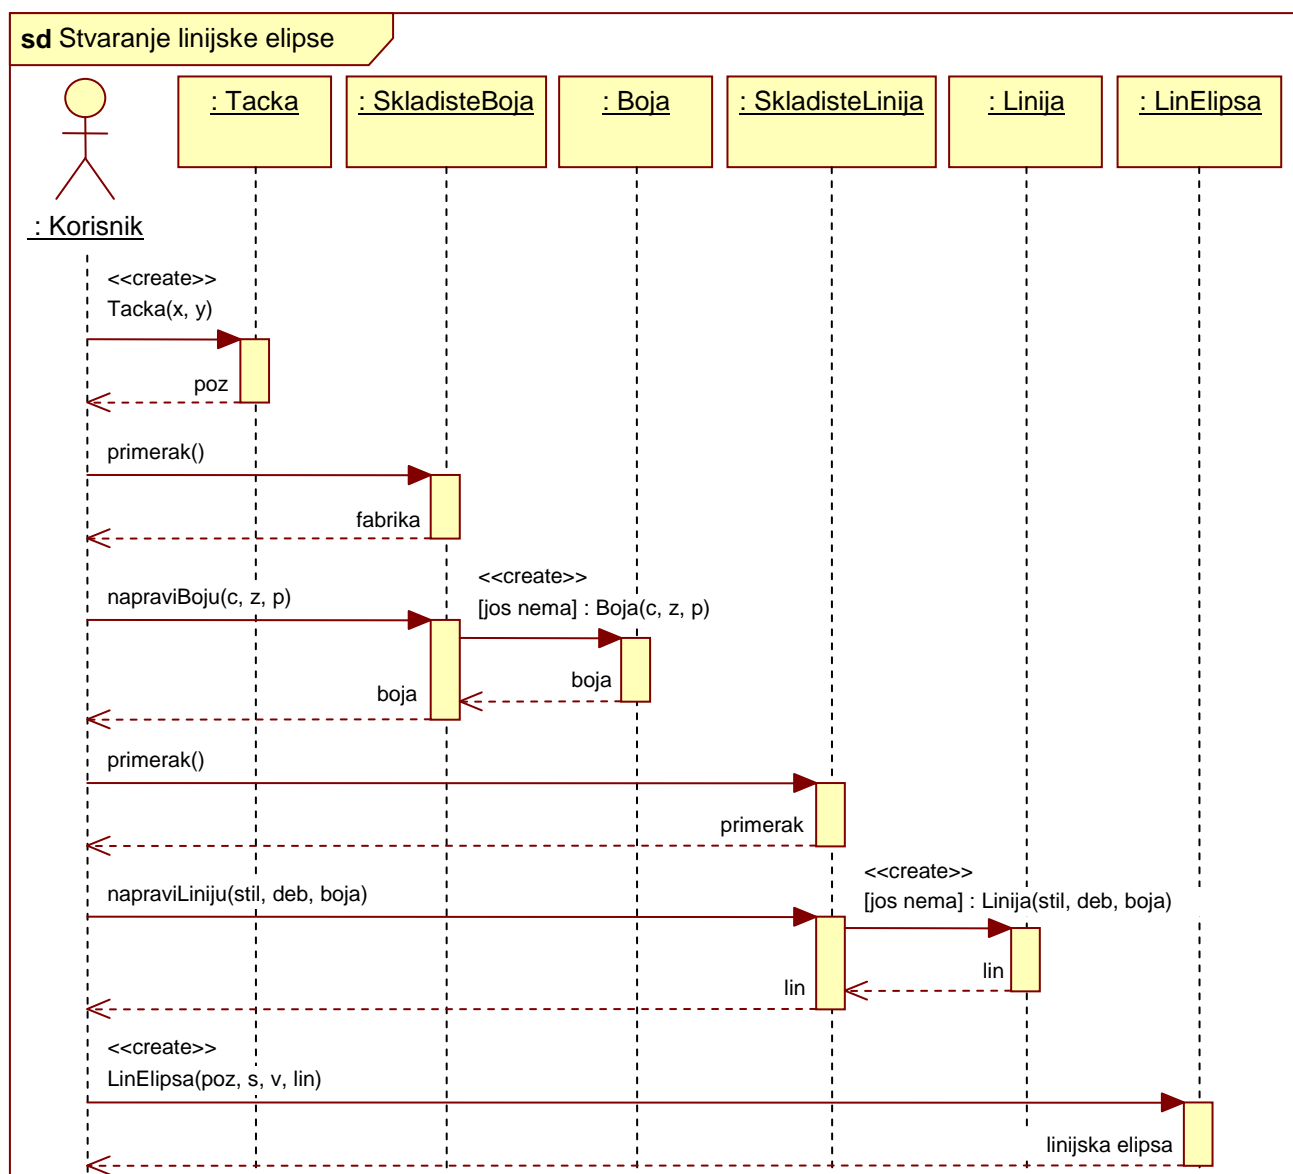 sd Stvaranje linijske elipse
: Tacka
: SkladisteBoja
: Boja
: SkladisteLinija
: Linija
: LinElipsa
: Korisnik
<<create>>
Tacka(x, y)
poz
primerak()
fabrika
<<create>>
napraviBoju(c, z, p)
[jos nema] : Boja(c, z, p)
boja
boja
primerak()
primerak
<<create>>
napraviLiniju(stil, deb, boja)
[jos nema] : Linija(stil, deb, boja)
lin
lin
<<create>>
LinElipsa(poz, s, v, lin)
linijska elipsa